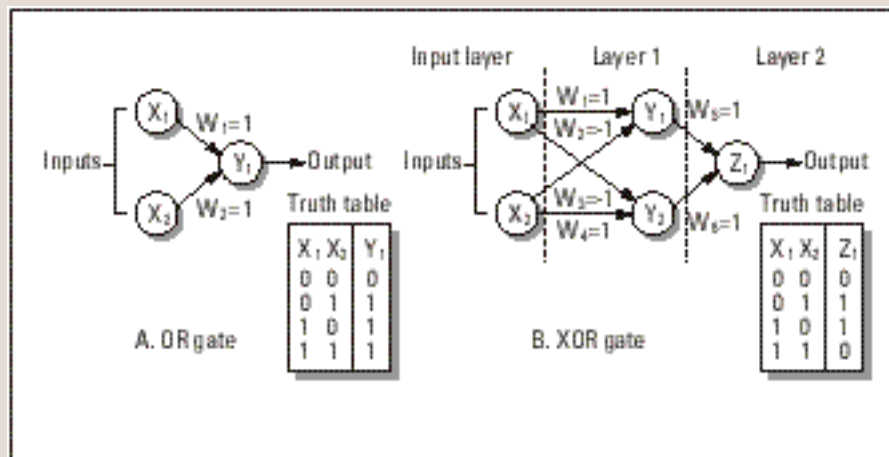 Input layer
Layer 1
Layer 2
X₁
W₁=1
Inputs
Y₁
Output
X₂
W₂=1
Truth table
X₁ X₂ Y₁
0 0 0
0 1 1
1 0 1
1 1 1
A. OR gate
X₁
W₁=1
Y₁
W₅=1
W₂=-1
Inputs
Z₁
Output
X₂
W₃=-1
Y₂
W₆=1
W₄=1
Truth table
X₁ X₂ Z₁
0 0 0
0 1 1
1 0 1
1 1 0
B. XOR gate